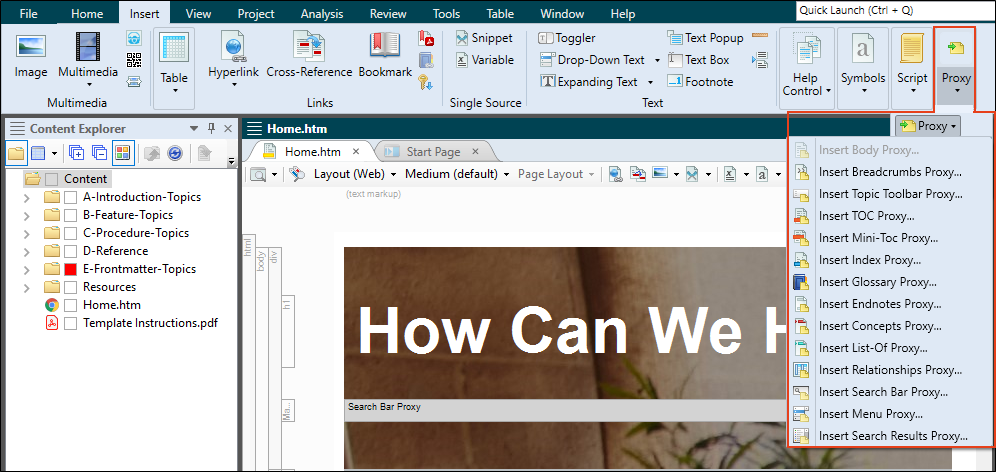 File Home Insert View Project Analysis Review Tools Table Window Help
Quick Launch (Ctrl + Q)
Image Multimedia
Multimedia
Table
Hyperlink Cross-Reference Bookmark
Links
Snippet
Variable
Single Source
Toggler
Drop-Down Text
Expanding Text
Text Popup
Text Box
Footnote
Text
Help Control
Symbols
Script
Proxy
Content Explorer
Content
A-Introduction-Topics
B-Feature-Topics
C-Procedure-Topics
D-Reference
E-Frontmatter-Topics
Resources
Home.htm
Template Instructions.pdf
Home.htm
Home.htm Start Page
Layout (Web) Medium (default) Page Layout
(text markup)
html
body
div
h1
Ma...
How Can We H
Search Bar Proxy
Proxy
Insert Body Proxy...
Insert Breadcrumbs Proxy...
Insert Topic Toolbar Proxy...
Insert TOC Proxy...
Insert Mini-Toc Proxy...
Insert Index Proxy...
Insert Glossary Proxy...
Insert Endnotes Proxy...
Insert Concepts Proxy...
Insert List-Of Proxy...
Insert Relationships Proxy...
Insert Search Bar Proxy...
Insert Menu Proxy...
Insert Search Results Proxy...